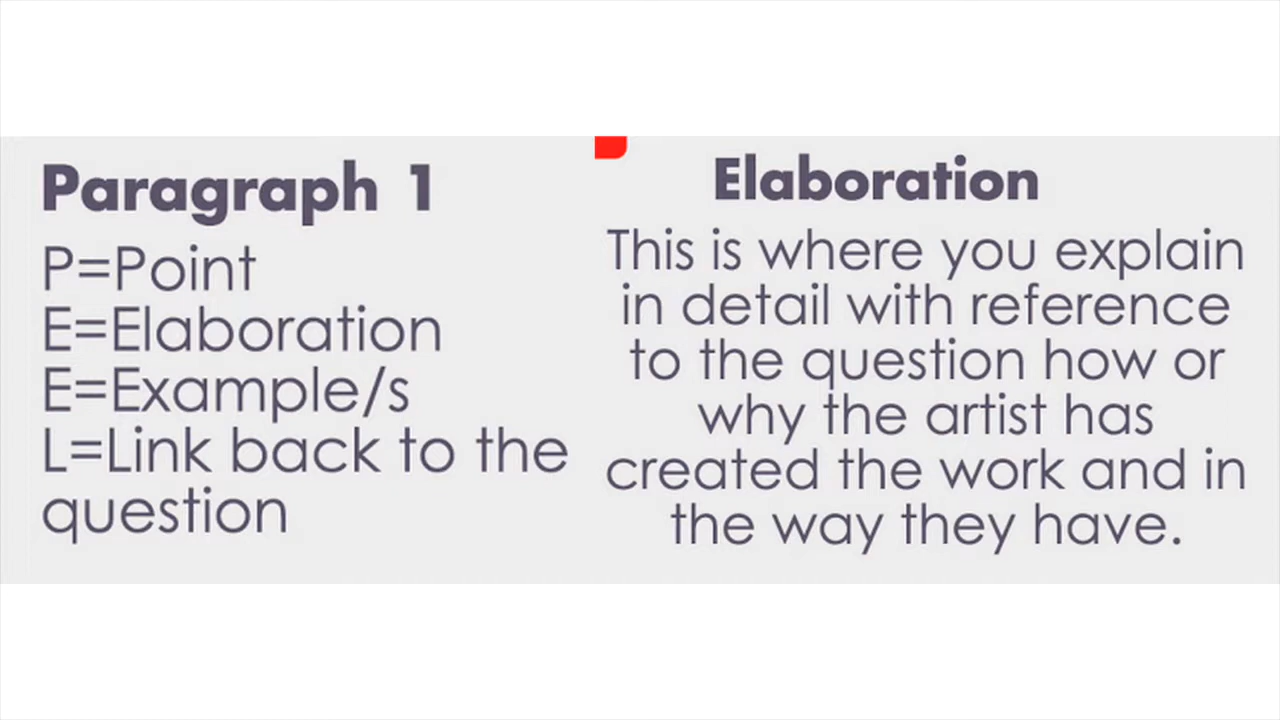 Paragraph 1
P=Point
E=Elaboration
E=Example/s
L=Link back to the
question
Elaboration
This is where you explain
in detail with reference
to the question how or
why the artist has
created the work and in
the way they have.